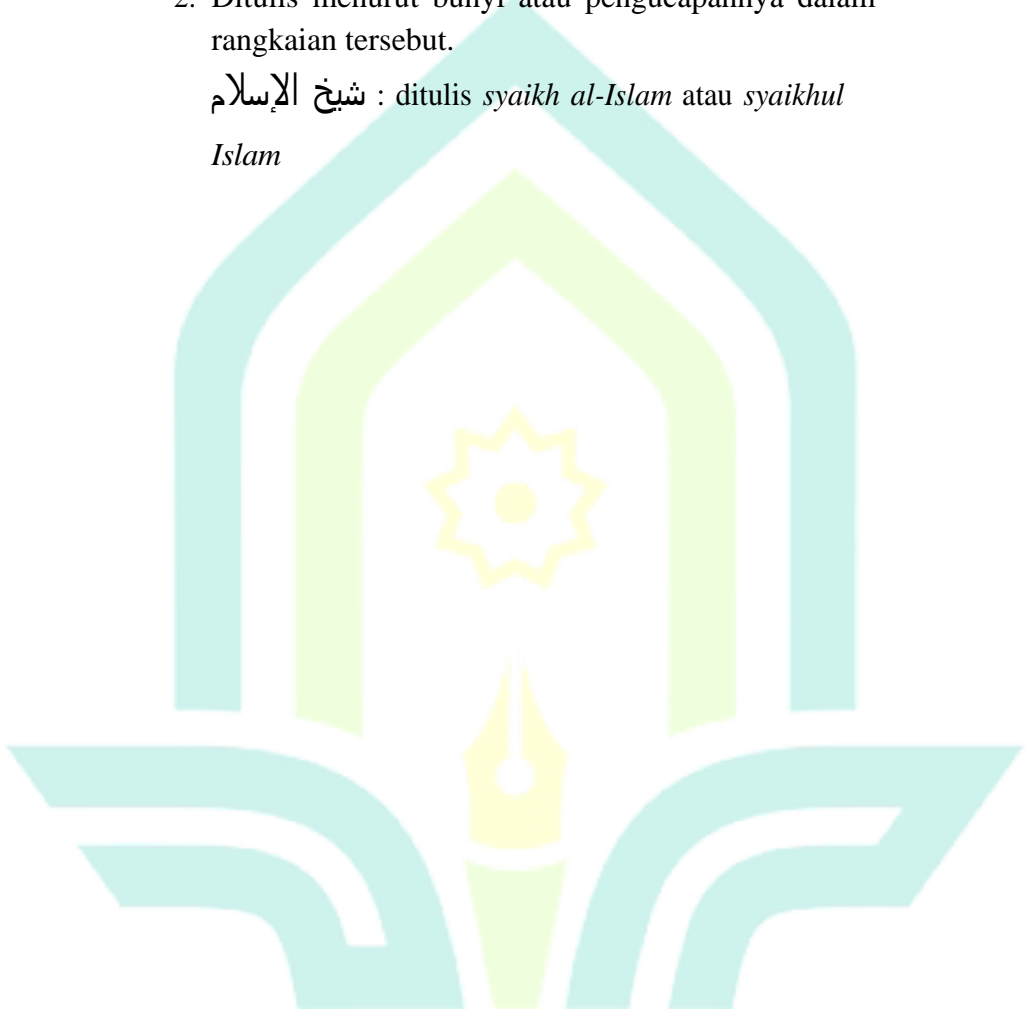 2. Ditulis menurut bunyi atau pengucapannya dalam
rangkaian tersebut.
شيخ الإسلام : ditulis syaikh al-Islam atau syaikhul
Islam